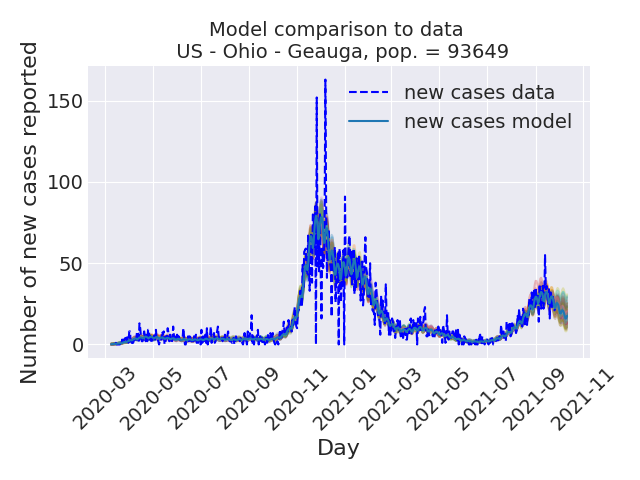 Model comparison to data
US - Ohio - Geauga, pop. = 93649
new cases data
new cases model
Number of new cases reported
150
100
50
0
2020-03
2020-05
2020-07
2020-09
2020-11
2021-01
2021-03
2021-05
2021-07
2021-09
2021-11
Day